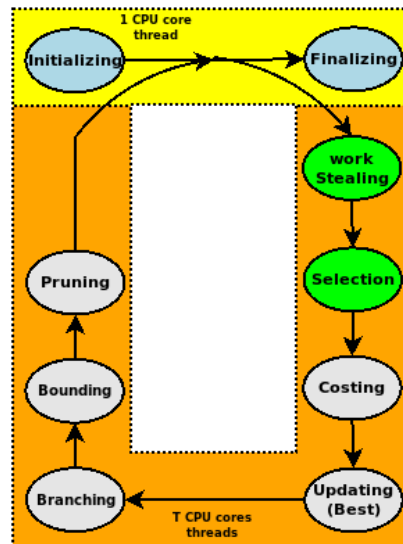 1 CPU core
thread
Initializing
Finalizing
work
Stealing
Pruning
Selection
Bounding
Costing
Branching
T CPU cores
threads
Updating
(Best)